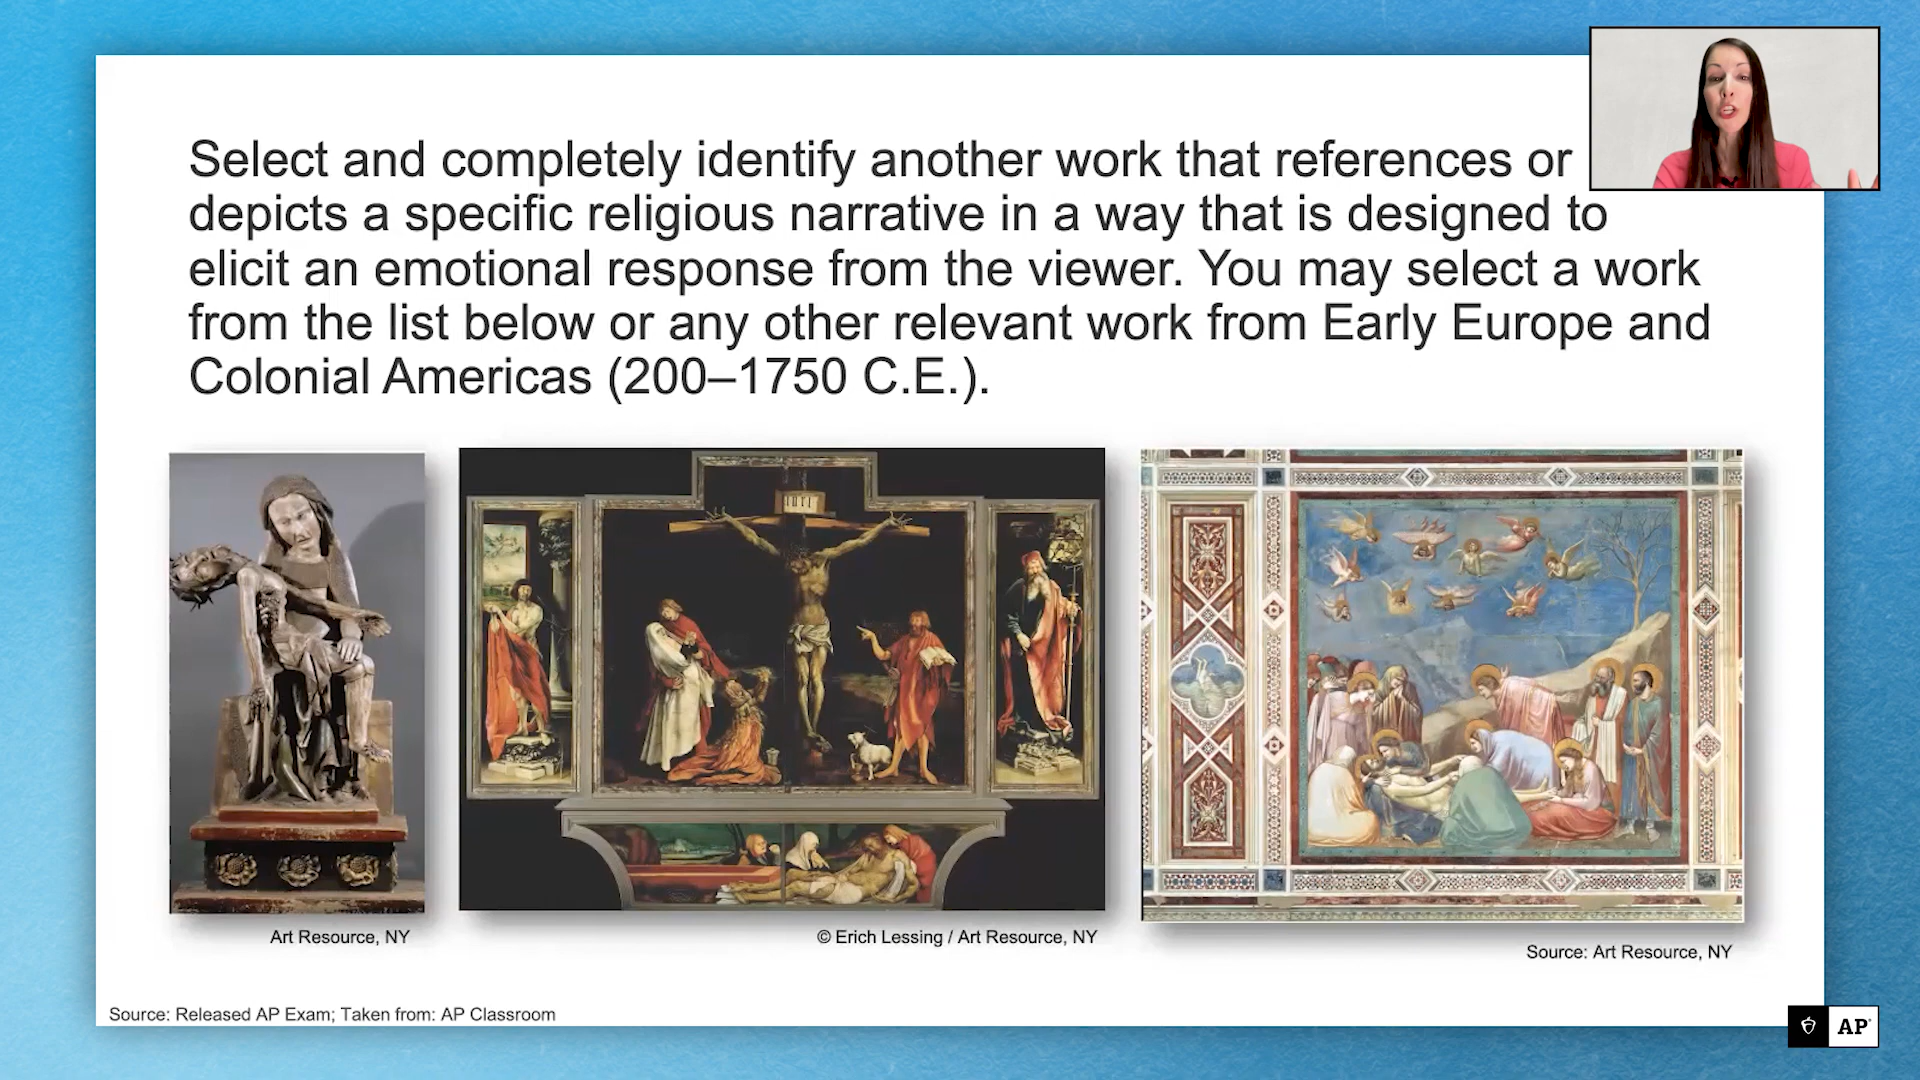 Select and completely identify another work that references or
depicts a specific religious narrative in a way that is designed to
elicit an emotional response from the viewer. You may select a work
from the list below or any other relevant work from Early Europe and
Colonial Americas (200–1750 C.E.).
Art Resource, NY
© Erich Lessing / Art Resource, NY
Source: Art Resource, NY
Source: Released AP Exam; Taken from: AP Classroom
AP